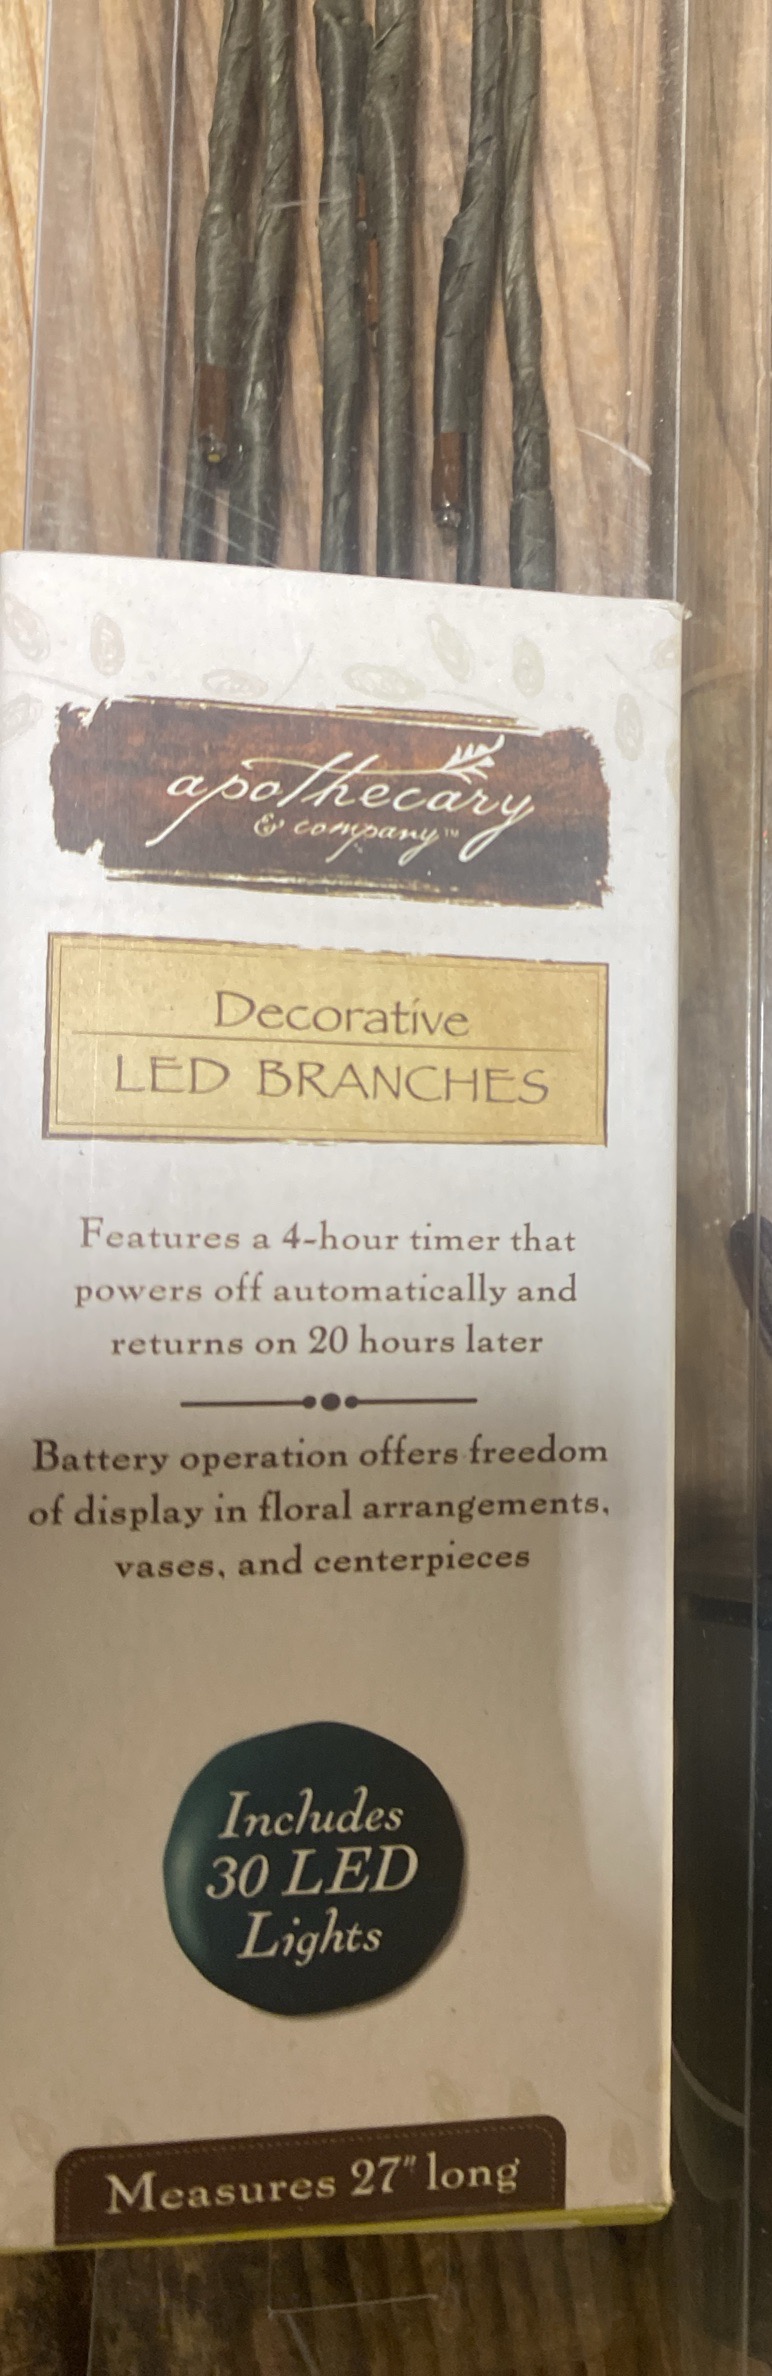 apothecary
& company™
Decorative
LED BRANCHES
Features a 4-hour timer that
powers off automatically and
returns on 20 hours later
Battery operation offers freedom
of display in floral arrangements,
vases, and centerpieces
Includes
30 LED
Lights
Measures 27" long